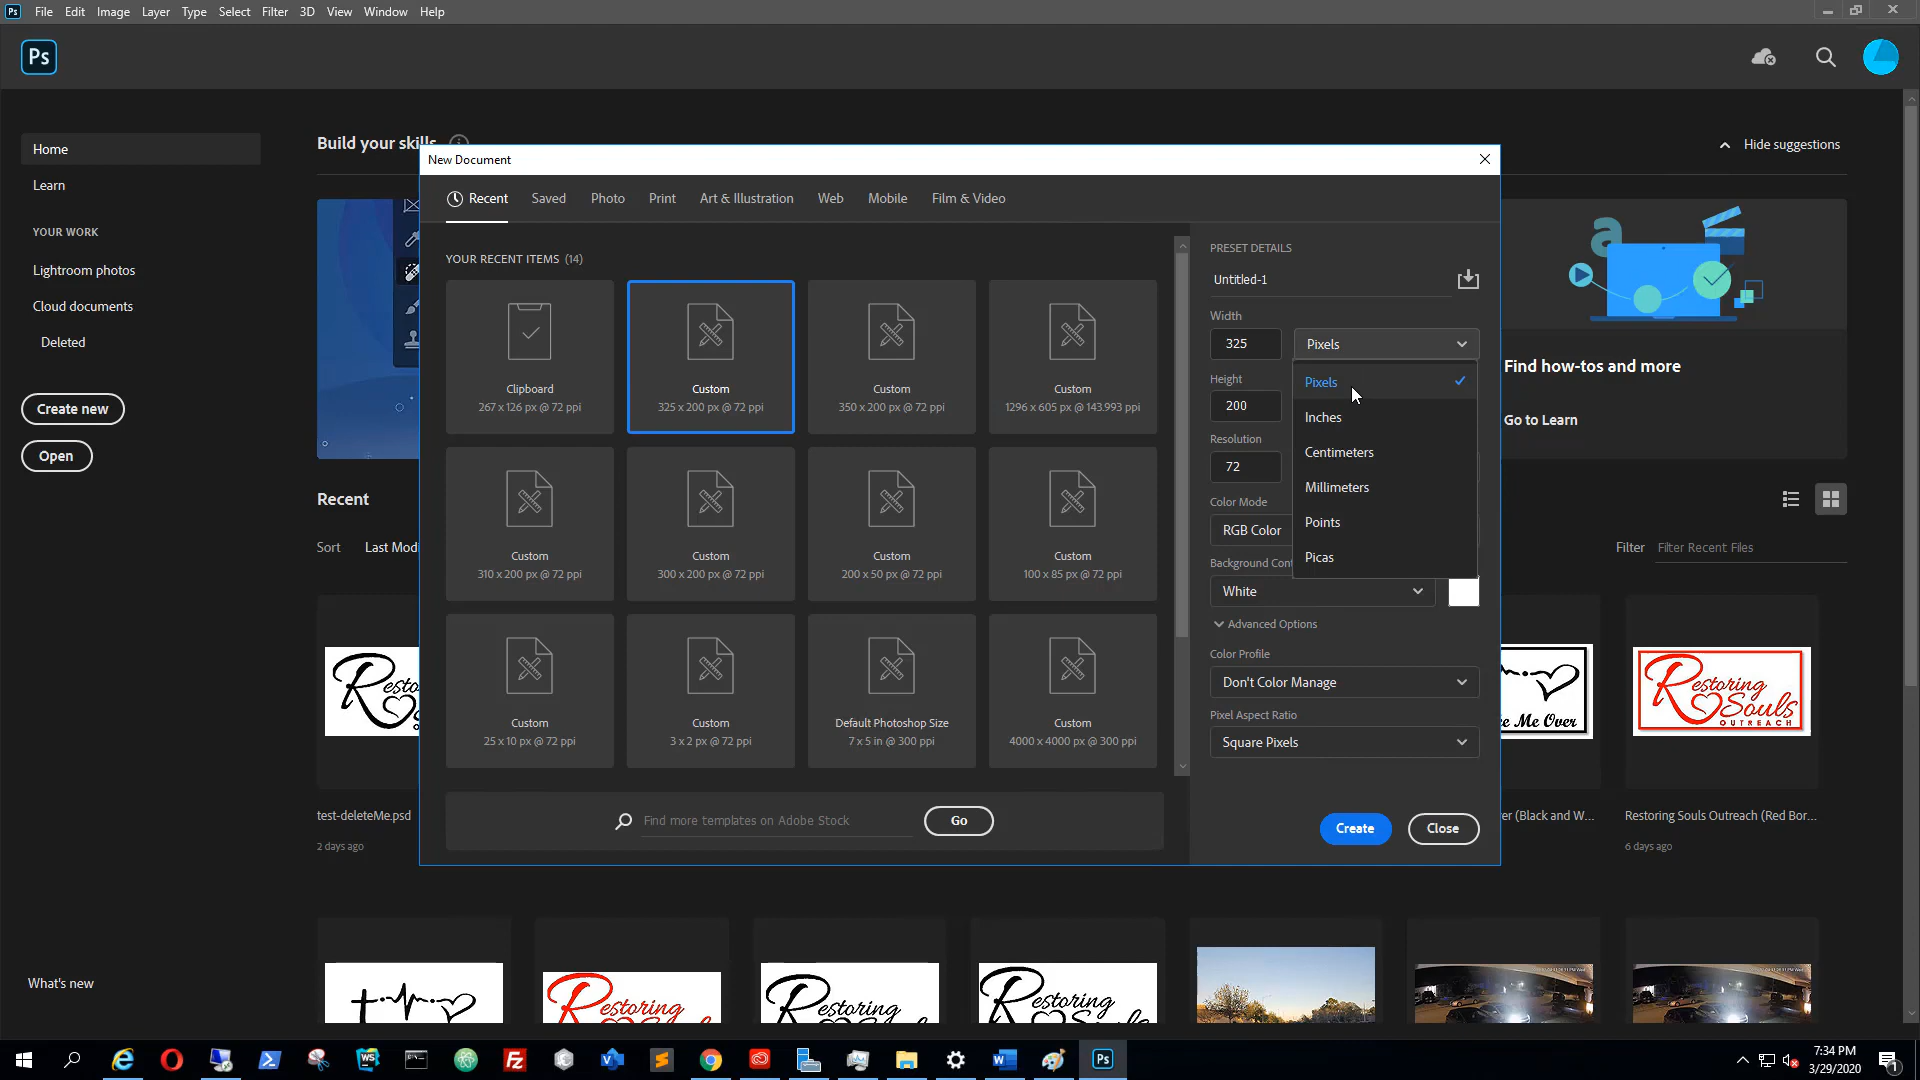 Ps File Edit Image Layer Type Select Filter 3D View Window Help
Ps
Home
Learn
YOUR WORK
Lightroom photos
Cloud documents
Deleted
Create new
Open
What's new
Build your skills
Hide suggestions
New Document
Recent Saved Photo Print Art & Illustration Web Mobile Film & Video
YOUR RECENT ITEMS (14)
Clipboard
267 x 126 px @ 72 ppi
Custom
325 x 200 px @ 72 ppi
Custom
350 x 200 px @ 72 ppi
Custom
1296 x 605 px @ 143.993 ppi
Custom
310 x 200 px @ 72 ppi
Custom
300 x 200 px @ 72 ppi
Custom
200 x 50 px @ 72 ppi
Custom
100 x 85 px @ 72 ppi
Custom
25 x 10 px @ 72 ppi
Custom
3 x 2 px @ 72 ppi
Default Photoshop Size
7 x 5 in @ 300 ppi
Custom
4000 x 4000 px @ 300 ppi
Find more templates on Adobe Stock
Go
PRESET DETAILS
Untitled-1
Width
325 Pixels
Height
200
Resolution
72
Color Mode
RGB Color
Background Cont
White
Pixels
Inches
Centimeters
Millimeters
Points
Picas
Advanced Options
Color Profile
Don't Color Manage
Pixel Aspect Ratio
Square Pixels
Create
Close
a
Find how-tos and more
Go to Learn
Recent
Sort Last Modi
Filter Filter Recent Files
Resto
test-deleteMe.psd
2 days ago
e Me Over
er (Black and W...
Restoring
Souls
OUTREACH
Restoring Souls Outreach (Red Bor...
6 days ago
Restoring
Restoring
Restoring
WS
Fz
Ps
7:34 PM
3/29/2020
1